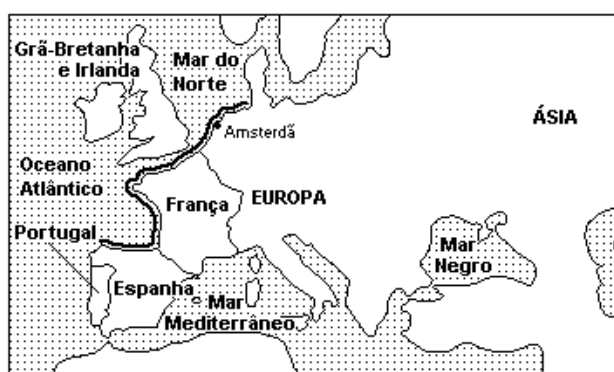 Grã-Bretanha
e Irlanda
Mar do
Norte
Amsterdã
ÁSIA
Oceano
Atlântico
França
EUROPA
Portugal
Mar
Negro
Espanha
Mar
Mediterrâneo